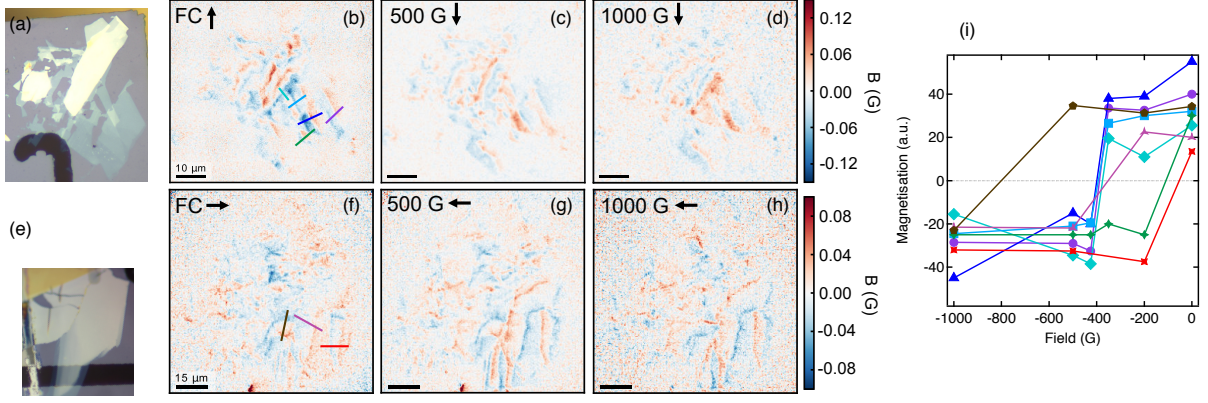 (a)
FC ↑ (b)
10 μm
500 G ↓ (c)
1000 G ↓ (d)
0.12
0.06
0.00
-0.06
-0.12
B (G)
(e)
FC → (f)
15 μm
500 G ← (g)
1000 G ← (h)
0.08
0.04
0.00
-0.04
-0.08
B (G)
(i)
Magnetisation (a.u.)
40
20
0
-20
-40
-1000 -800 -600 -400 -200 0
Field (G)